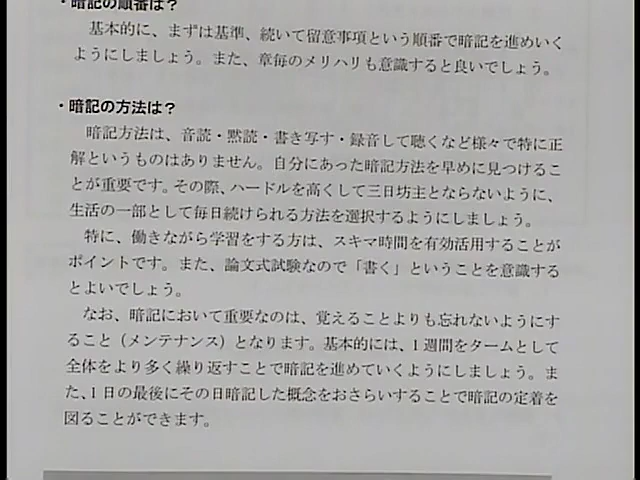 ・暗記の順番は？
基本的に、まずは基準、続いて留意事項という順番で暗記を進めいく
ようにしましょう。また、章毎のメリハリも意識すると良いでしょう。
・暗記の方法は？
暗記方法は、音読・黙読・書き写す・録音して聴くなど様々で特に正
解というものはありません。自分にあった暗記方法を早めに見つけるこ
とが重要です。その際、ハードルを高くして三日坊主とならないように、
生活の一部として毎日続けられる方法を選択するようにしましょう。
特に、働きながら学習をする方は、スキマ時間を有効活用することが
ポイントです。また、論文式試験なので「書く」ということを意識する
とよいでしょう。
なお、暗記において重要なのは、覚えることよりも忘れないようにす
ること（メンテナンス）となります。基本的には、1週間をタームとして
全体をより多く繰り返すことで暗記を進めていくようにしましょう。ま
た、1日の最後にその日暗記した概念をおさらいすることで暗記の定着を
図ることができます。